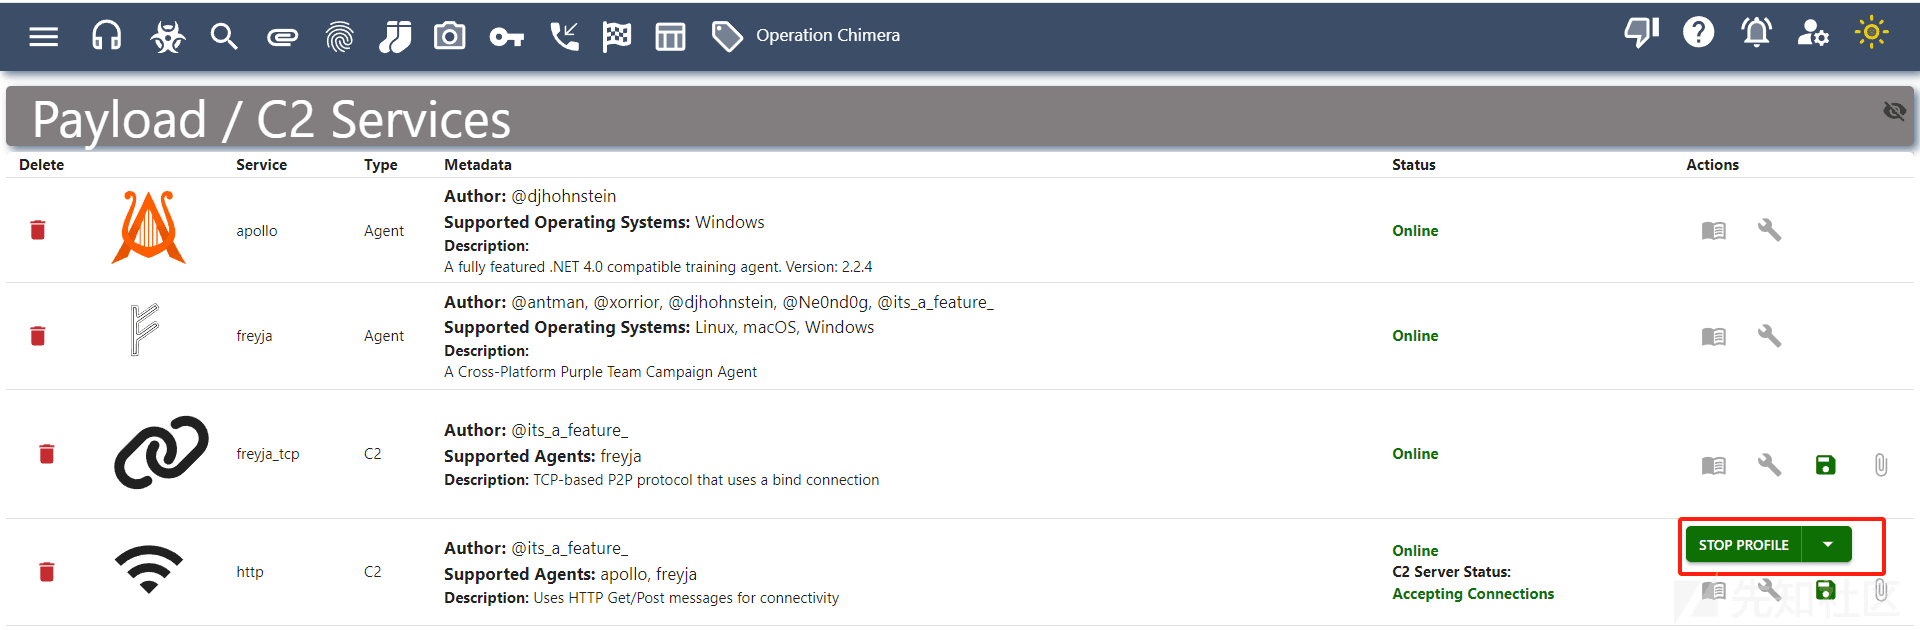 Operation Chimera
Payload / C2 Services
Delete Service Type Metadata Status Actions
Author: @djhohnstein
Supported Operating Systems: Windows
apollo Agent Online
Description:
A fully featured .NET 4.0 compatible training agent. Version: 2.2.4
Author: @antman, @xorrior, @djhohnstein, @Ne0nd0g, @its_a_feature_
Supported Operating Systems: Linux, macOS, Windows
freyja Agent Online
Description:
A Cross-Platform Purple Team Campaign Agent
Author: @its_a_feature_
freyja_tcp C2 Supported Agents: freyja Online
Description: TCP-based P2P protocol that uses a bind connection
STOP PROFILE
Author: @its_a_feature_ Online
http C2 Supported Agents: apollo, freyja C2 Server Status:
Description: Uses HTTP Get/Post messages for connectivity Accepting Connections
先知社区